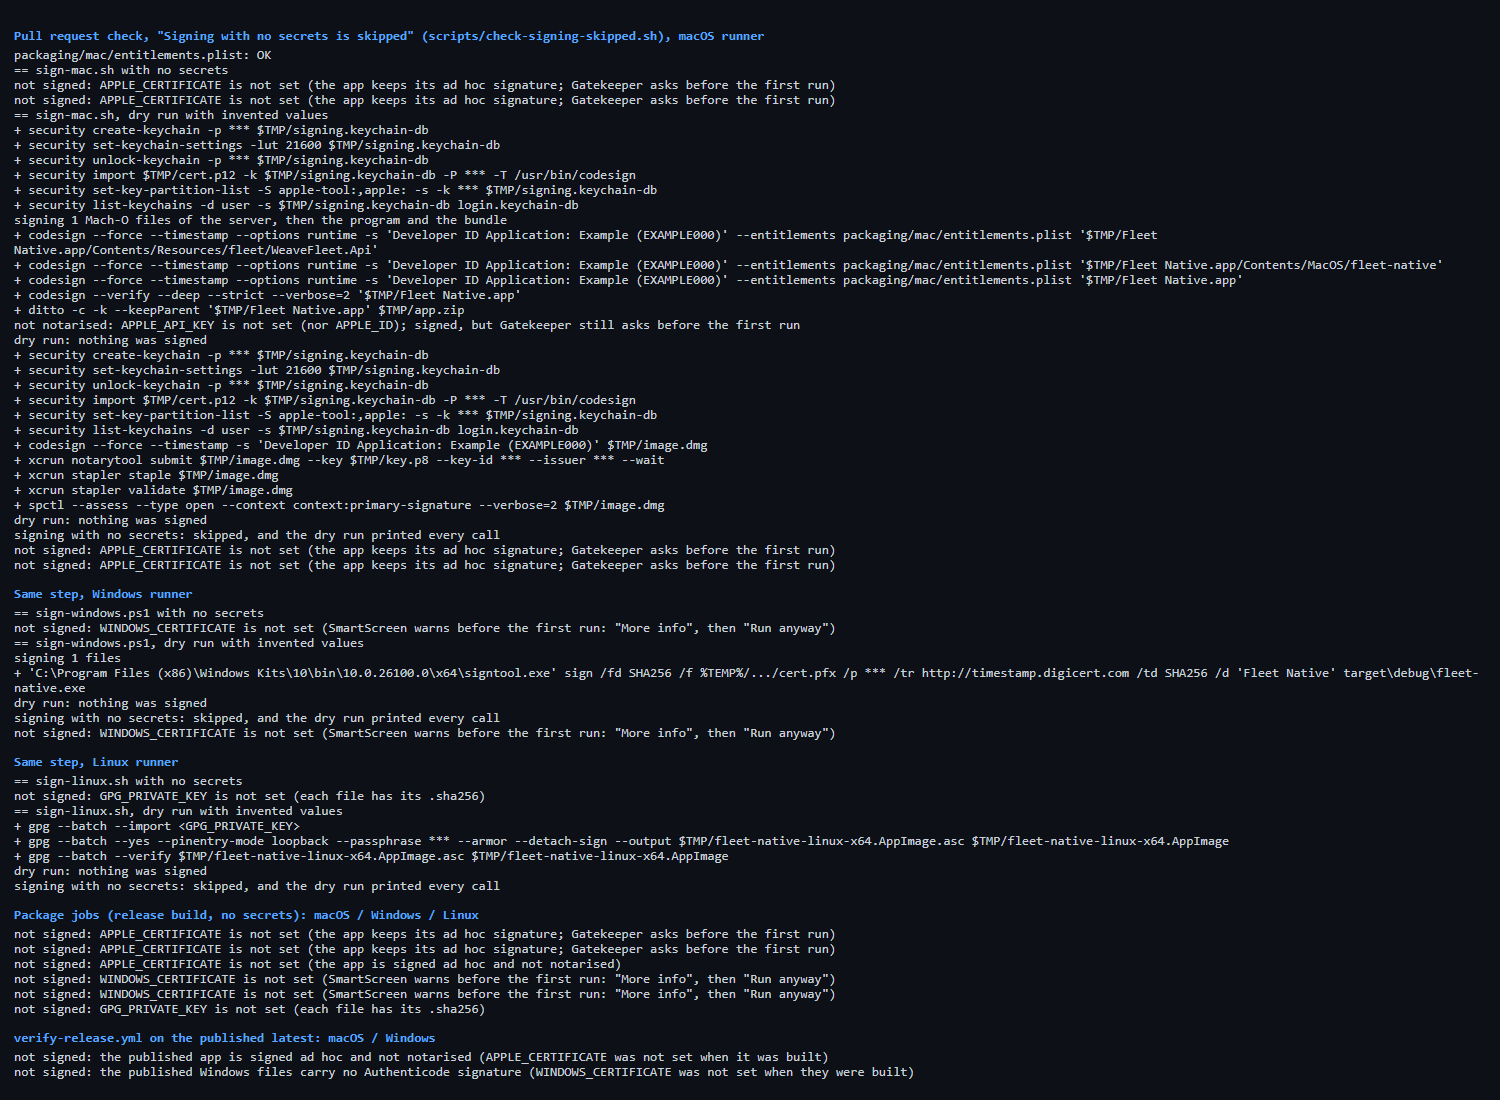 Pull request check, "Signing with no secrets is skipped" (scripts/check-signing-skipped.sh), macOS runner
packaging/mac/entitlements.plist: OK
== sign-mac.sh with no secrets
not signed: APPLE_CERTIFICATE is not set (the app keeps its ad hoc signature; Gatekeeper asks before the first run)
not signed: APPLE_CERTIFICATE is not set (the app keeps its ad hoc signature; Gatekeeper asks before the first run)
== sign-mac.sh, dry run with invented values
+ security create-keychain -p *** $TMP/signing.keychain-db
+ security set-keychain-settings -lut 21600 $TMP/signing.keychain-db
+ security unlock-keychain -p *** $TMP/signing.keychain-db
+ security import $TMP/cert.p12 -k $TMP/signing.keychain-db -P *** -T /usr/bin/codesign
+ security set-key-partition-list -S apple-tool:,apple: -s -k *** $TMP/signing.keychain-db
+ security list-keychains -d user -s $TMP/signing.keychain-db login.keychain-db
signing 1 Mach-O files of the server, then the program and the bundle
+ codesign --force --timestamp --options runtime -s 'Developer ID Application: Example (EXAMPLE000)' --entitlements packaging/mac/entitlements.plist '$TMP/Fleet
Native.app/Contents/Resources/fleet/WeaveFleet.Api'
+ codesign --force --timestamp --options runtime -s 'Developer ID Application: Example (EXAMPLE000)' --entitlements packaging/mac/entitlements.plist '$TMP/Fleet Native.app/Contents/MacOS/fleet-native'
+ codesign --force --timestamp --options runtime -s 'Developer ID Application: Example (EXAMPLE000)' --entitlements packaging/mac/entitlements.plist '$TMP/Fleet Native.app'
+ codesign --verify --deep --strict --verbose=2 '$TMP/Fleet Native.app'
+ ditto -c -k --keepParent '$TMP/Fleet Native.app' $TMP/app.zip
not notarised: APPLE_API_KEY is not set (nor APPLE_ID); signed, but Gatekeeper still asks before the first run
dry run: nothing was signed
+ security create-keychain -p *** $TMP/signing.keychain-db
+ security set-keychain-settings -lut 21600 $TMP/signing.keychain-db
+ security unlock-keychain -p *** $TMP/signing.keychain-db
+ security import $TMP/cert.p12 -k $TMP/signing.keychain-db -P *** -T /usr/bin/codesign
+ security set-key-partition-list -S apple-tool:,apple: -s -k *** $TMP/signing.keychain-db
+ security list-keychains -d user -s $TMP/signing.keychain-db login.keychain-db
+ codesign --force --timestamp -s 'Developer ID Application: Example (EXAMPLE000)' $TMP/image.dmg
+ xcrun notarytool submit $TMP/image.dmg --key $TMP/key.p8 --key-id *** --issuer *** --wait
+ xcrun stapler staple $TMP/image.dmg
+ xcrun stapler validate $TMP/image.dmg
+ spctl --assess --type open --context context:primary-signature --verbose=2 $TMP/image.dmg
dry run: nothing was signed
signing with no secrets: skipped, and the dry run printed every call
not signed: APPLE_CERTIFICATE is not set (the app keeps its ad hoc signature; Gatekeeper asks before the first run)
not signed: APPLE_CERTIFICATE is not set (the app keeps its ad hoc signature; Gatekeeper asks before the first run)
Same step, Windows runner
== sign-windows.ps1 with no secrets
not signed: WINDOWS_CERTIFICATE is not set (SmartScreen warns before the first run: "More info", then "Run anyway")
== sign-windows.ps1, dry run with invented values
signing 1 files
+ 'C:\Program Files (x86)\Windows Kits\10\bin\10.0.26100.0\x64\signtool.exe' sign /fd SHA256 /f %TEMP%/.../cert.pfx /p *** /tr http://timestamp.digicert.com /td SHA256 /d 'Fleet Native' target\debug\fleet-
native.exe
dry run: nothing was signed
signing with no secrets: skipped, and the dry run printed every call
not signed: WINDOWS_CERTIFICATE is not set (SmartScreen warns before the first run: "More info", then "Run anyway")
Same step, Linux runner
== sign-linux.sh with no secrets
not signed: GPG_PRIVATE_KEY is not set (each file has its .sha256)
== sign-linux.sh, dry run with invented values
+ gpg --batch --import <GPG_PRIVATE_KEY>
+ gpg --batch --yes --pinentry-mode loopback --passphrase *** --armor --detach-sign --output $TMP/fleet-native-linux-x64.AppImage.asc $TMP/fleet-native-linux-x64.AppImage
+ gpg --batch --verify $TMP/fleet-native-linux-x64.AppImage.asc $TMP/fleet-native-linux-x64.AppImage
dry run: nothing was signed
signing with no secrets: skipped, and the dry run printed every call
Package jobs (release build, no secrets): macOS / Windows / Linux
not signed: APPLE_CERTIFICATE is not set (the app keeps its ad hoc signature; Gatekeeper asks before the first run)
not signed: APPLE_CERTIFICATE is not set (the app keeps its ad hoc signature; Gatekeeper asks before the first run)
not signed: APPLE_CERTIFICATE is not set (the app is signed ad hoc and not notarised)
not signed: WINDOWS_CERTIFICATE is not set (SmartScreen warns before the first run: "More info", then "Run anyway")
not signed: WINDOWS_CERTIFICATE is not set (SmartScreen warns before the first run: "More info", then "Run anyway")
not signed: GPG_PRIVATE_KEY is not set (each file has its .sha256)
verify-release.yml on the published latest: macOS / Windows
not signed: the published app is signed ad hoc and not notarised (APPLE_CERTIFICATE was not set when it was built)
not signed: the published Windows files carry no Authenticode signature (WINDOWS_CERTIFICATE was not set when they were built)